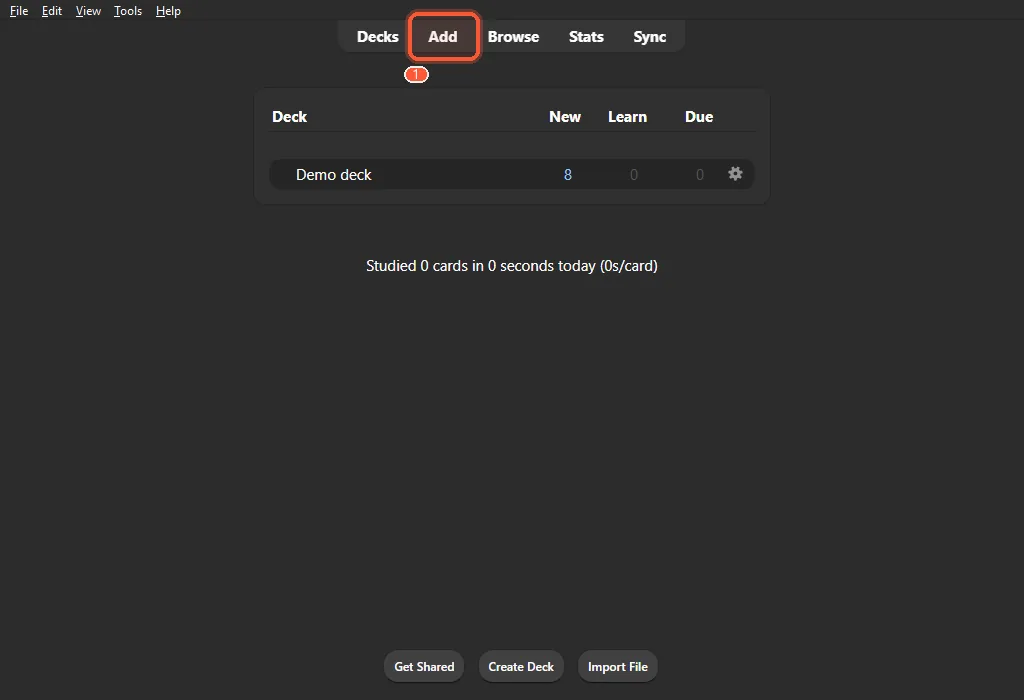 File Edit View Tools Help
Decks Add Browse Stats Sync
1
Deck New Learn Due
Demo deck 8 0 0
Studied 0 cards in 0 seconds today (0s/card)
Get Shared Create Deck Import File